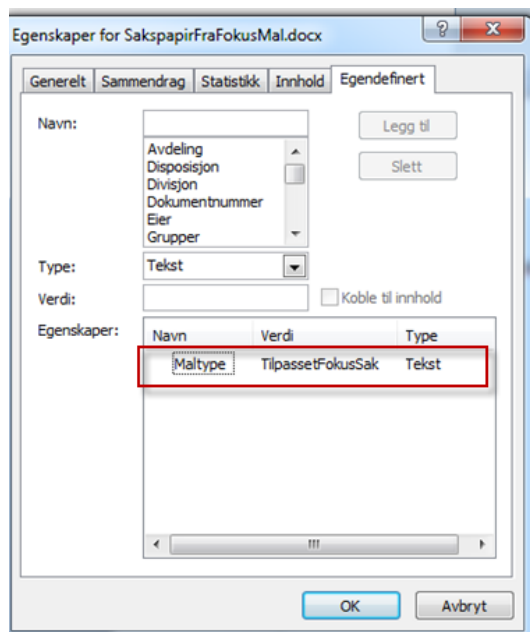 Egenskaper for SakspapirFraFokusMal.docx
Generelt Sammendrag Statistikk Innhold Egendefinert
Navn:
Legg til
Avdeling
Disposisjon
Slett
Divisjon
Dokumentnummer
Eier
Grupper
Type: Tekst
Verdi: Koble til innhold
Egenskaper: Navn Verdi Type
Maltype TilpassetFokusSak Tekst
OK Avbryt